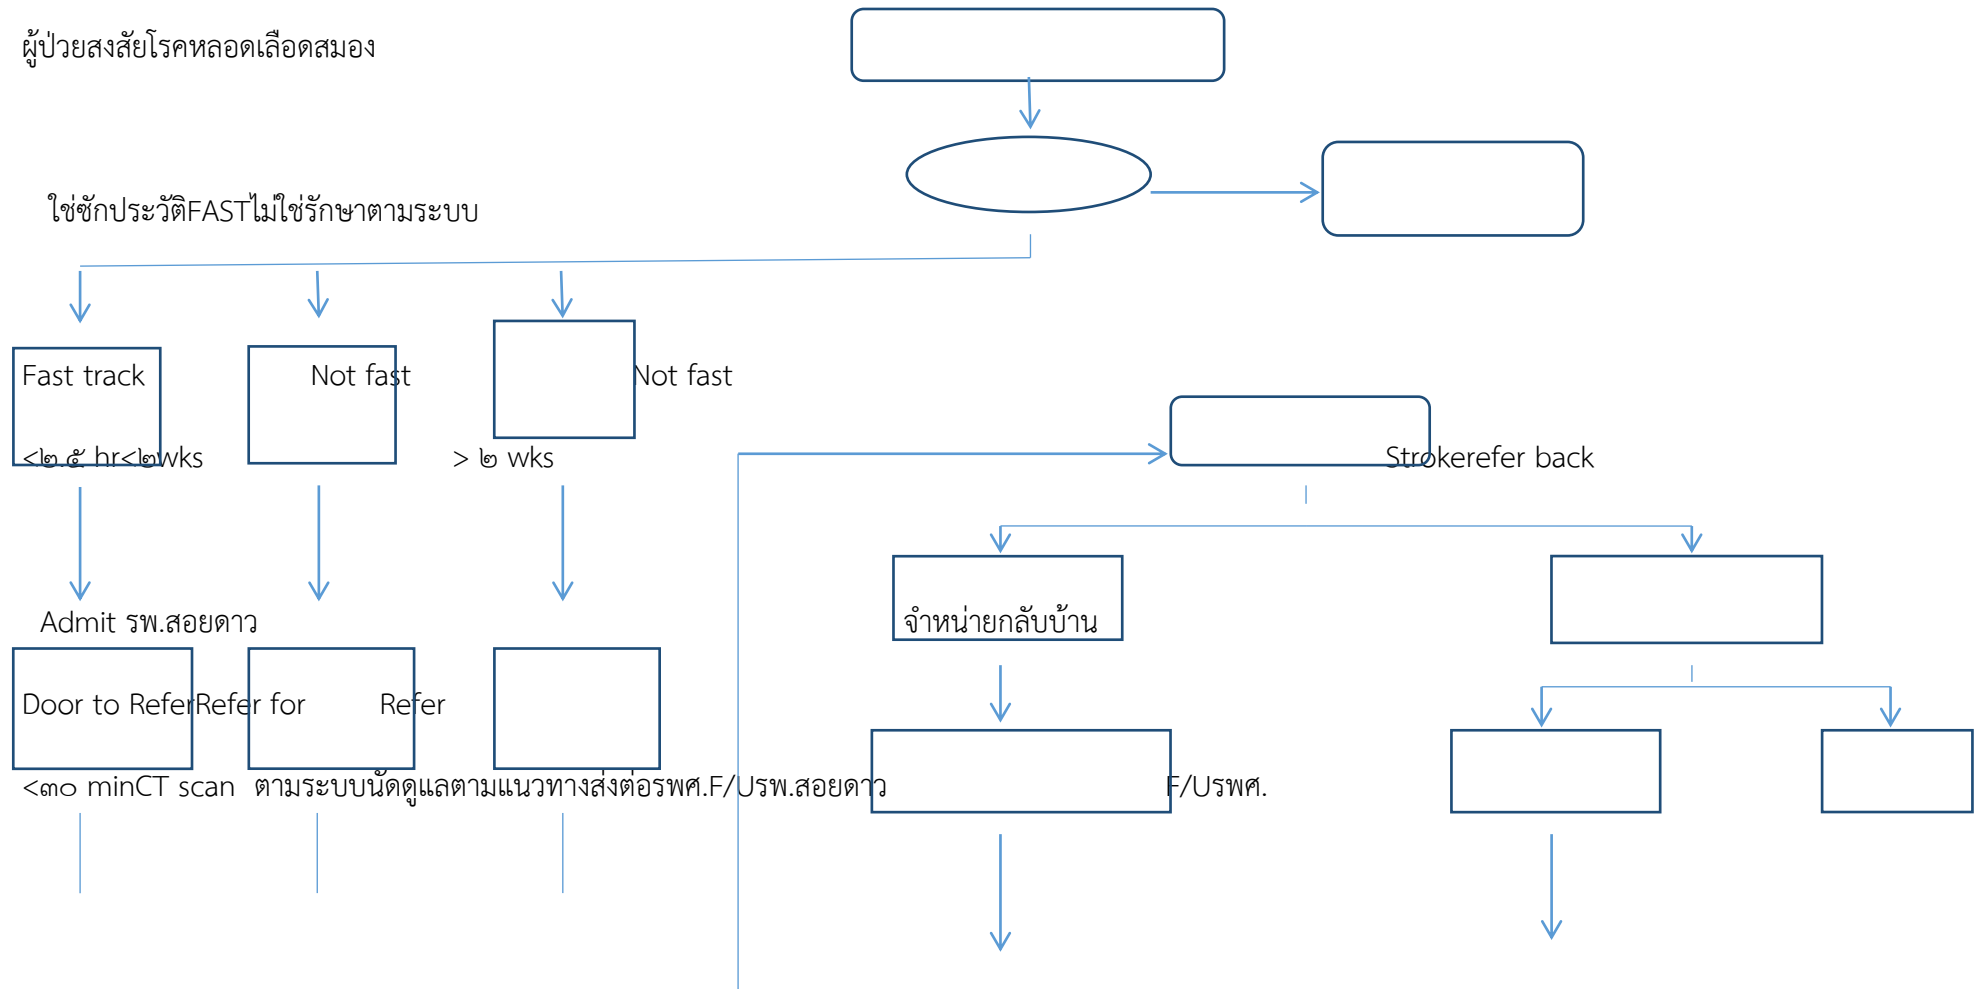 ผู้ป่วยสงสัยโรคหลอดเลือดสมอง
ใช่ซักประวัติFASTไม่ใช่รักษาตามระบบ
Fast track Not fast Not fast
<๒.๕ hr<๒wks > ๒ wks Strokerefer back
Admit รพ.สอยดาว จำหน่ายกลับบ้าน
Door to ReferRefer for Refer
<๓๐ minCT scan ตามระบบนัดดูแลตามแนวทางส่งต่อรพศ.F/Uรพ.สอยดาว F/Uรพศ.